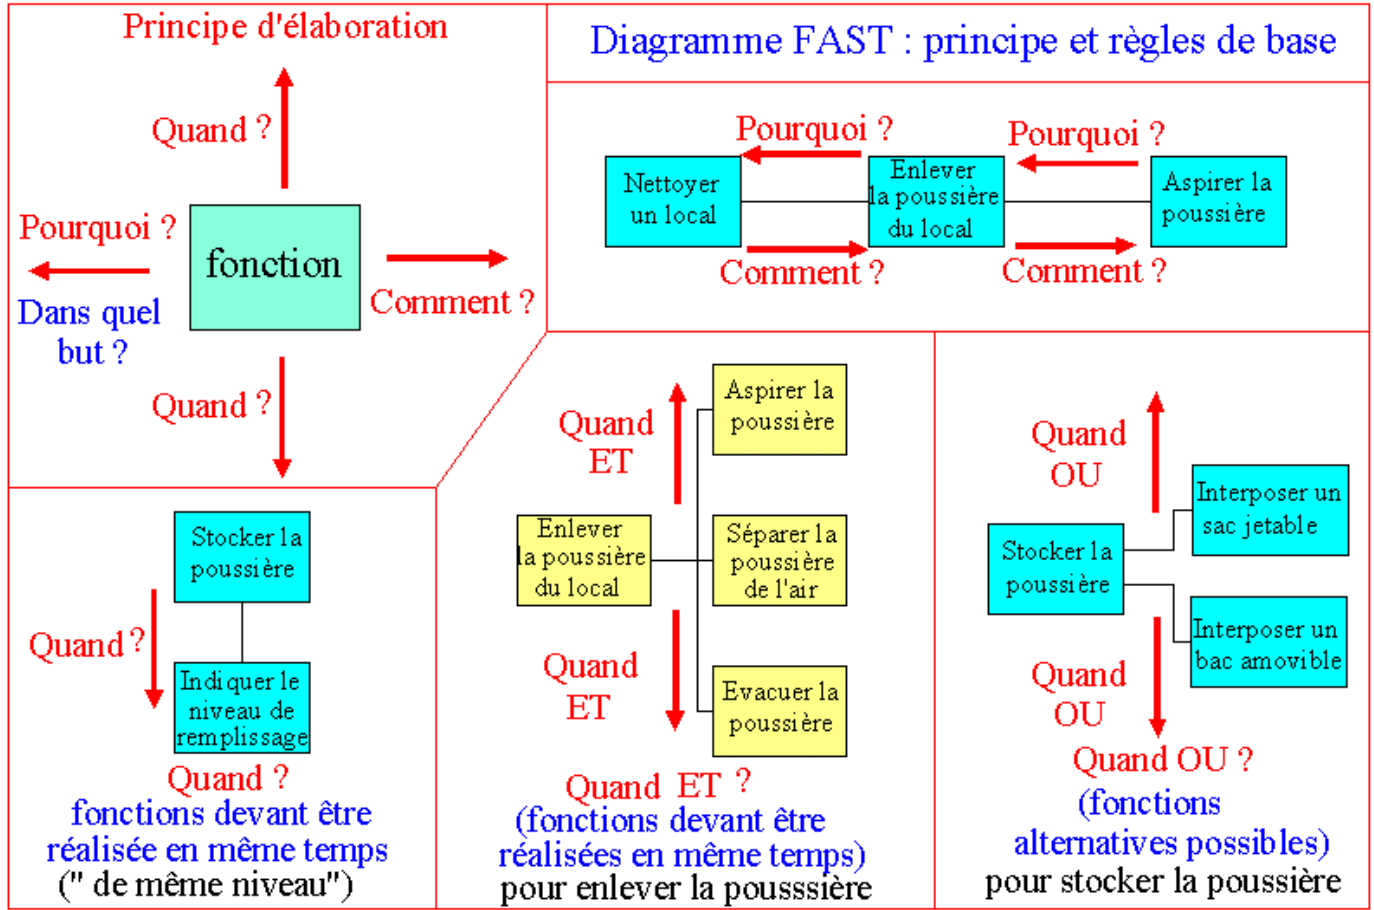 Principe d'élaboration
Quand ?
Pourquoi ?
fonction
Comment ?
Dans quel
but ?
Quand ?
Diagramme FAST : principe et règles de base
Pourquoi ?
Pourquoi ?
Nettoyer
un local
Enlever
la poussière
du local
Aspirer la
poussière
Comment ?
Comment ?
Stocker la
poussière
Quand ?
Indiquer le
niveau de
remplissage
Quand ?
fonctions devant être
réalisée en même temps
(" de même niveau")
Aspirer la
poussière
Quand
ET
Enlever
la poussière
du local
Séparer la
poussière
de l'air
Quand
ET
Evacuer la
poussière
Quand ET ?
(fonctions devant être
réalisées en même temps)
pour enlever la pousssière
Quand
OU
Interposer un
sac jetable
Stocker la
poussière
Interposer un
bac amovible
Quand
OU
Quand OU ?
(fonctions
alternatives possibles)
pour stocker la poussière